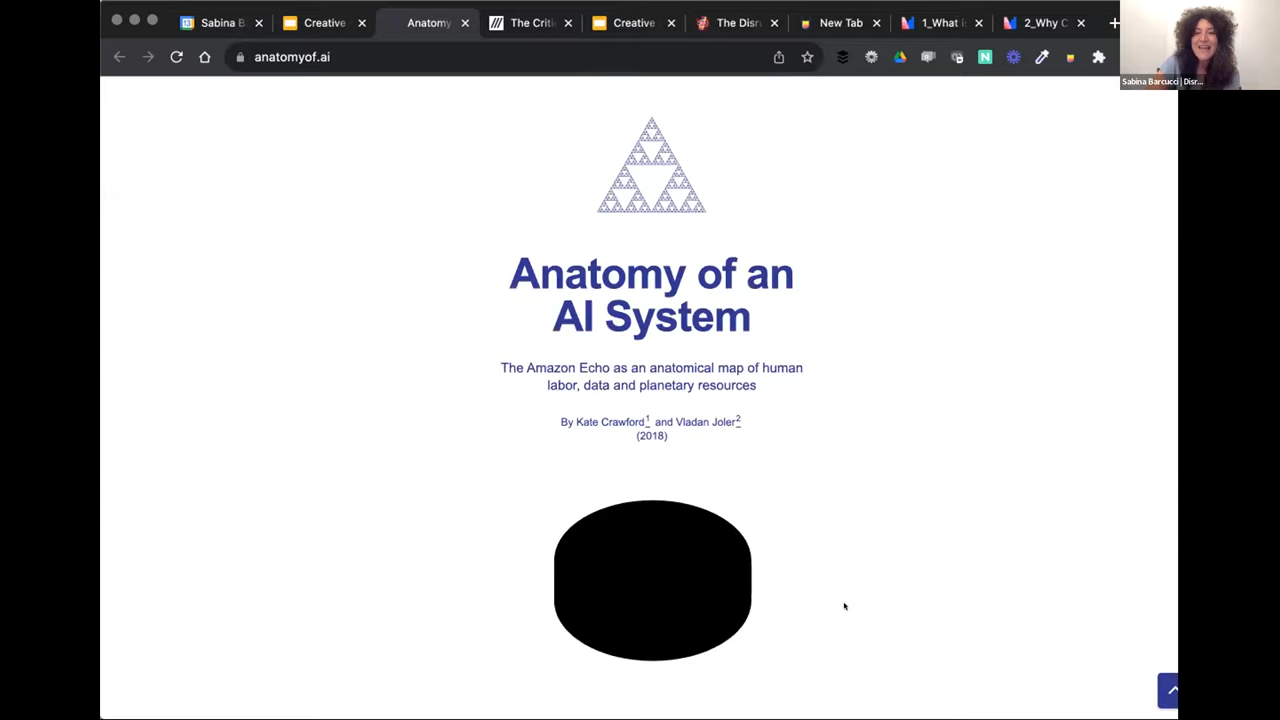 Sabina B
Creative
Anatomy
The Criti
Creative
The Disru
New Tab
1_What i
2_Why C
anatomyof.ai
Sabina Barcucci | Disr...
Anatomy of an
AI System
The Amazon Echo as an anatomical map of human
labor, data and planetary resources
By Kate Crawford1 and Vladan Joler2
(2018)